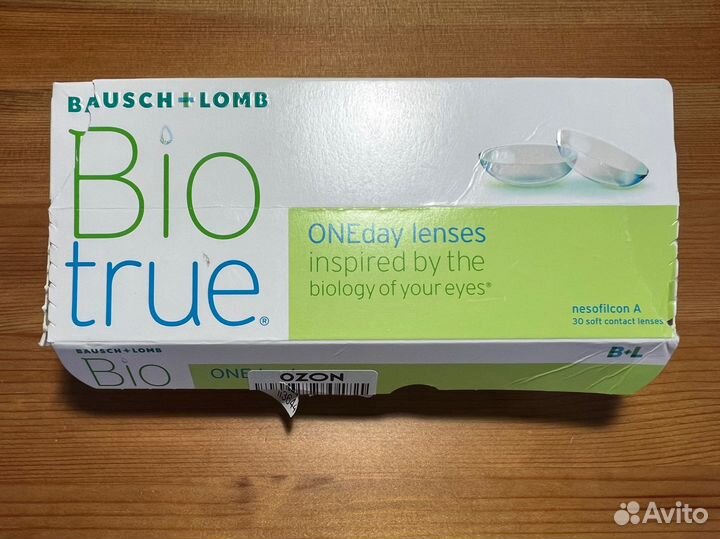 BAUSCH+LOMB
Bio
true®
ONEday lenses
inspired by the
biology of your eyes®
nesofilcon A
30 soft contact lenses
BAUSCH+LOMB
Bio
ONE
OZON
B+L
Avito